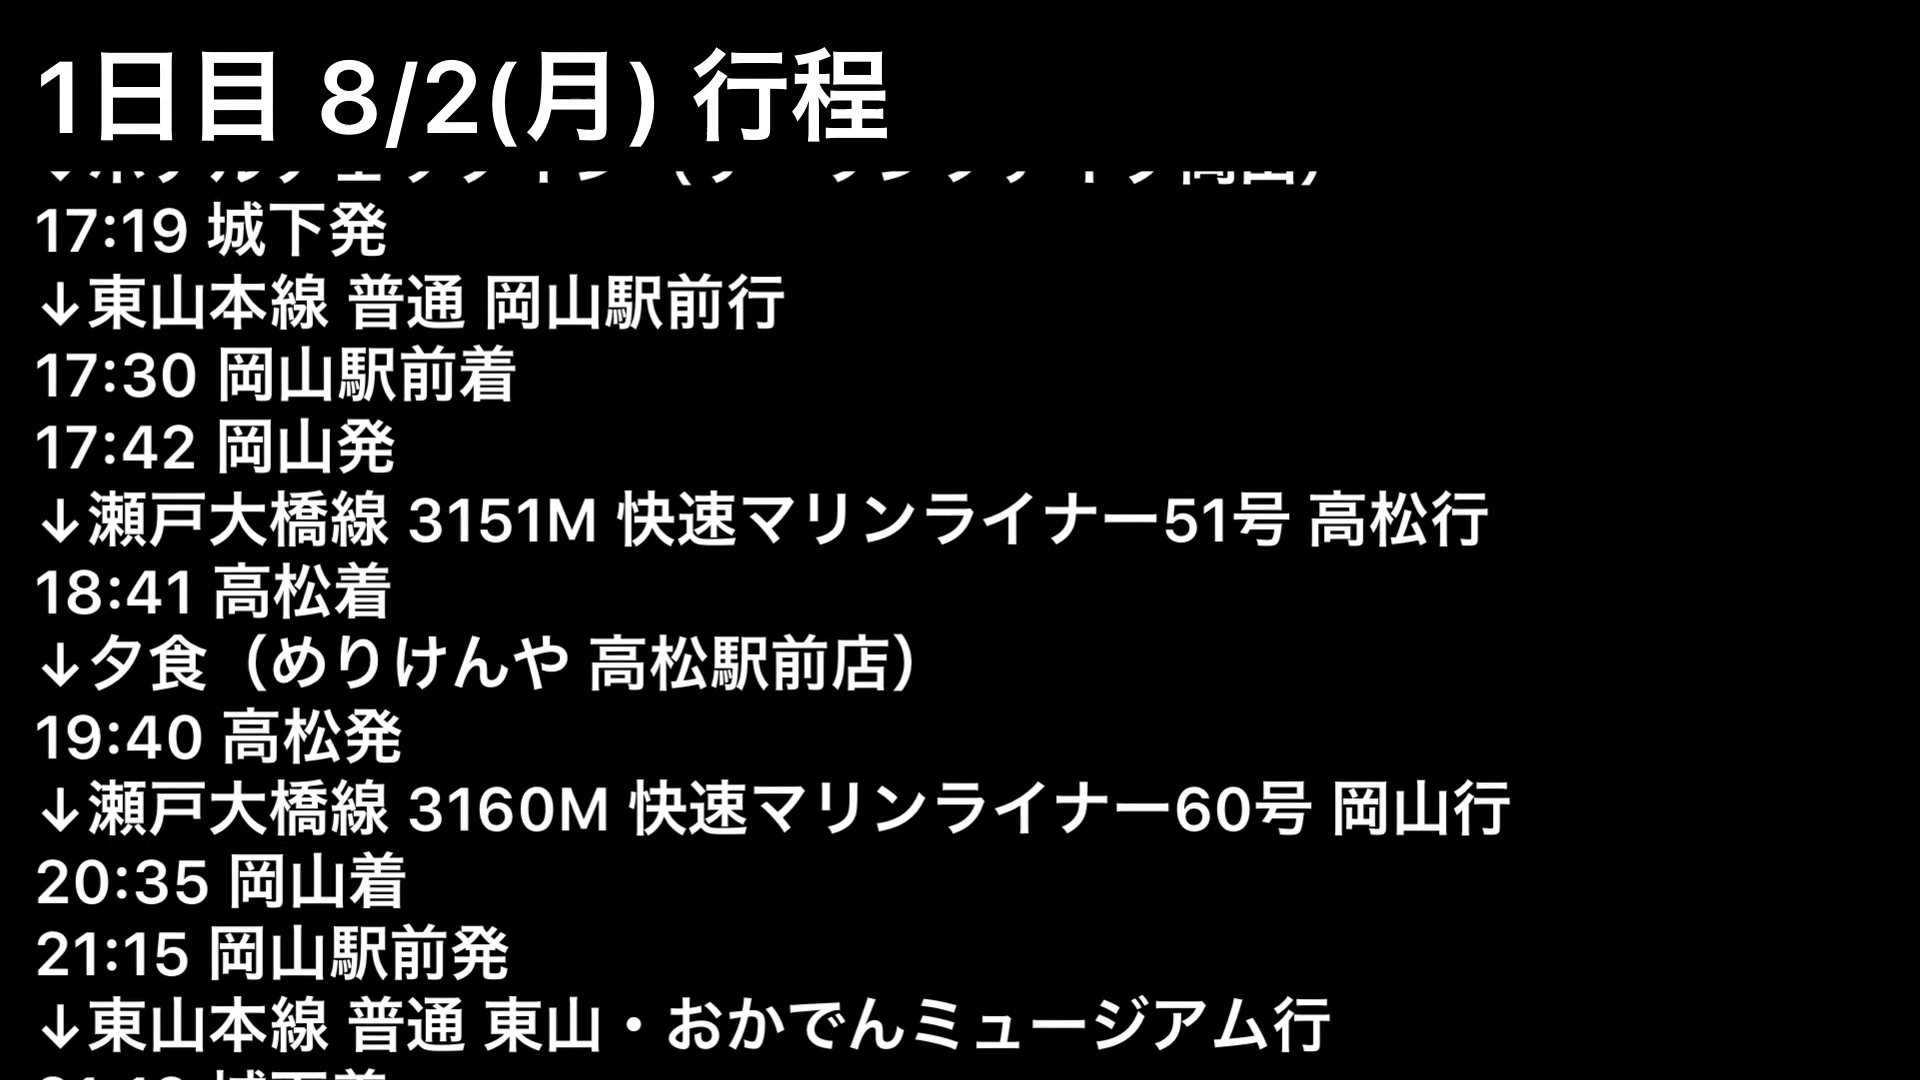 1日目 8/2(月) 行程
17:19 城下発
↓東山本線 普通 岡山駅前行
17:30 岡山駅前着
17:42 岡山発
↓瀬戸大橋線 3151M 快速マリンライナー51号 高松行
18:41 高松着
↓夕食（めりけんや 高松駅前店）
19:40 高松発
↓瀬戸大橋線 3160M 快速マリンライナー60号 岡山行
20:35 岡山着
21:15 岡山駅前発
↓東山本線 普通 東山・おかでんミュージアム行